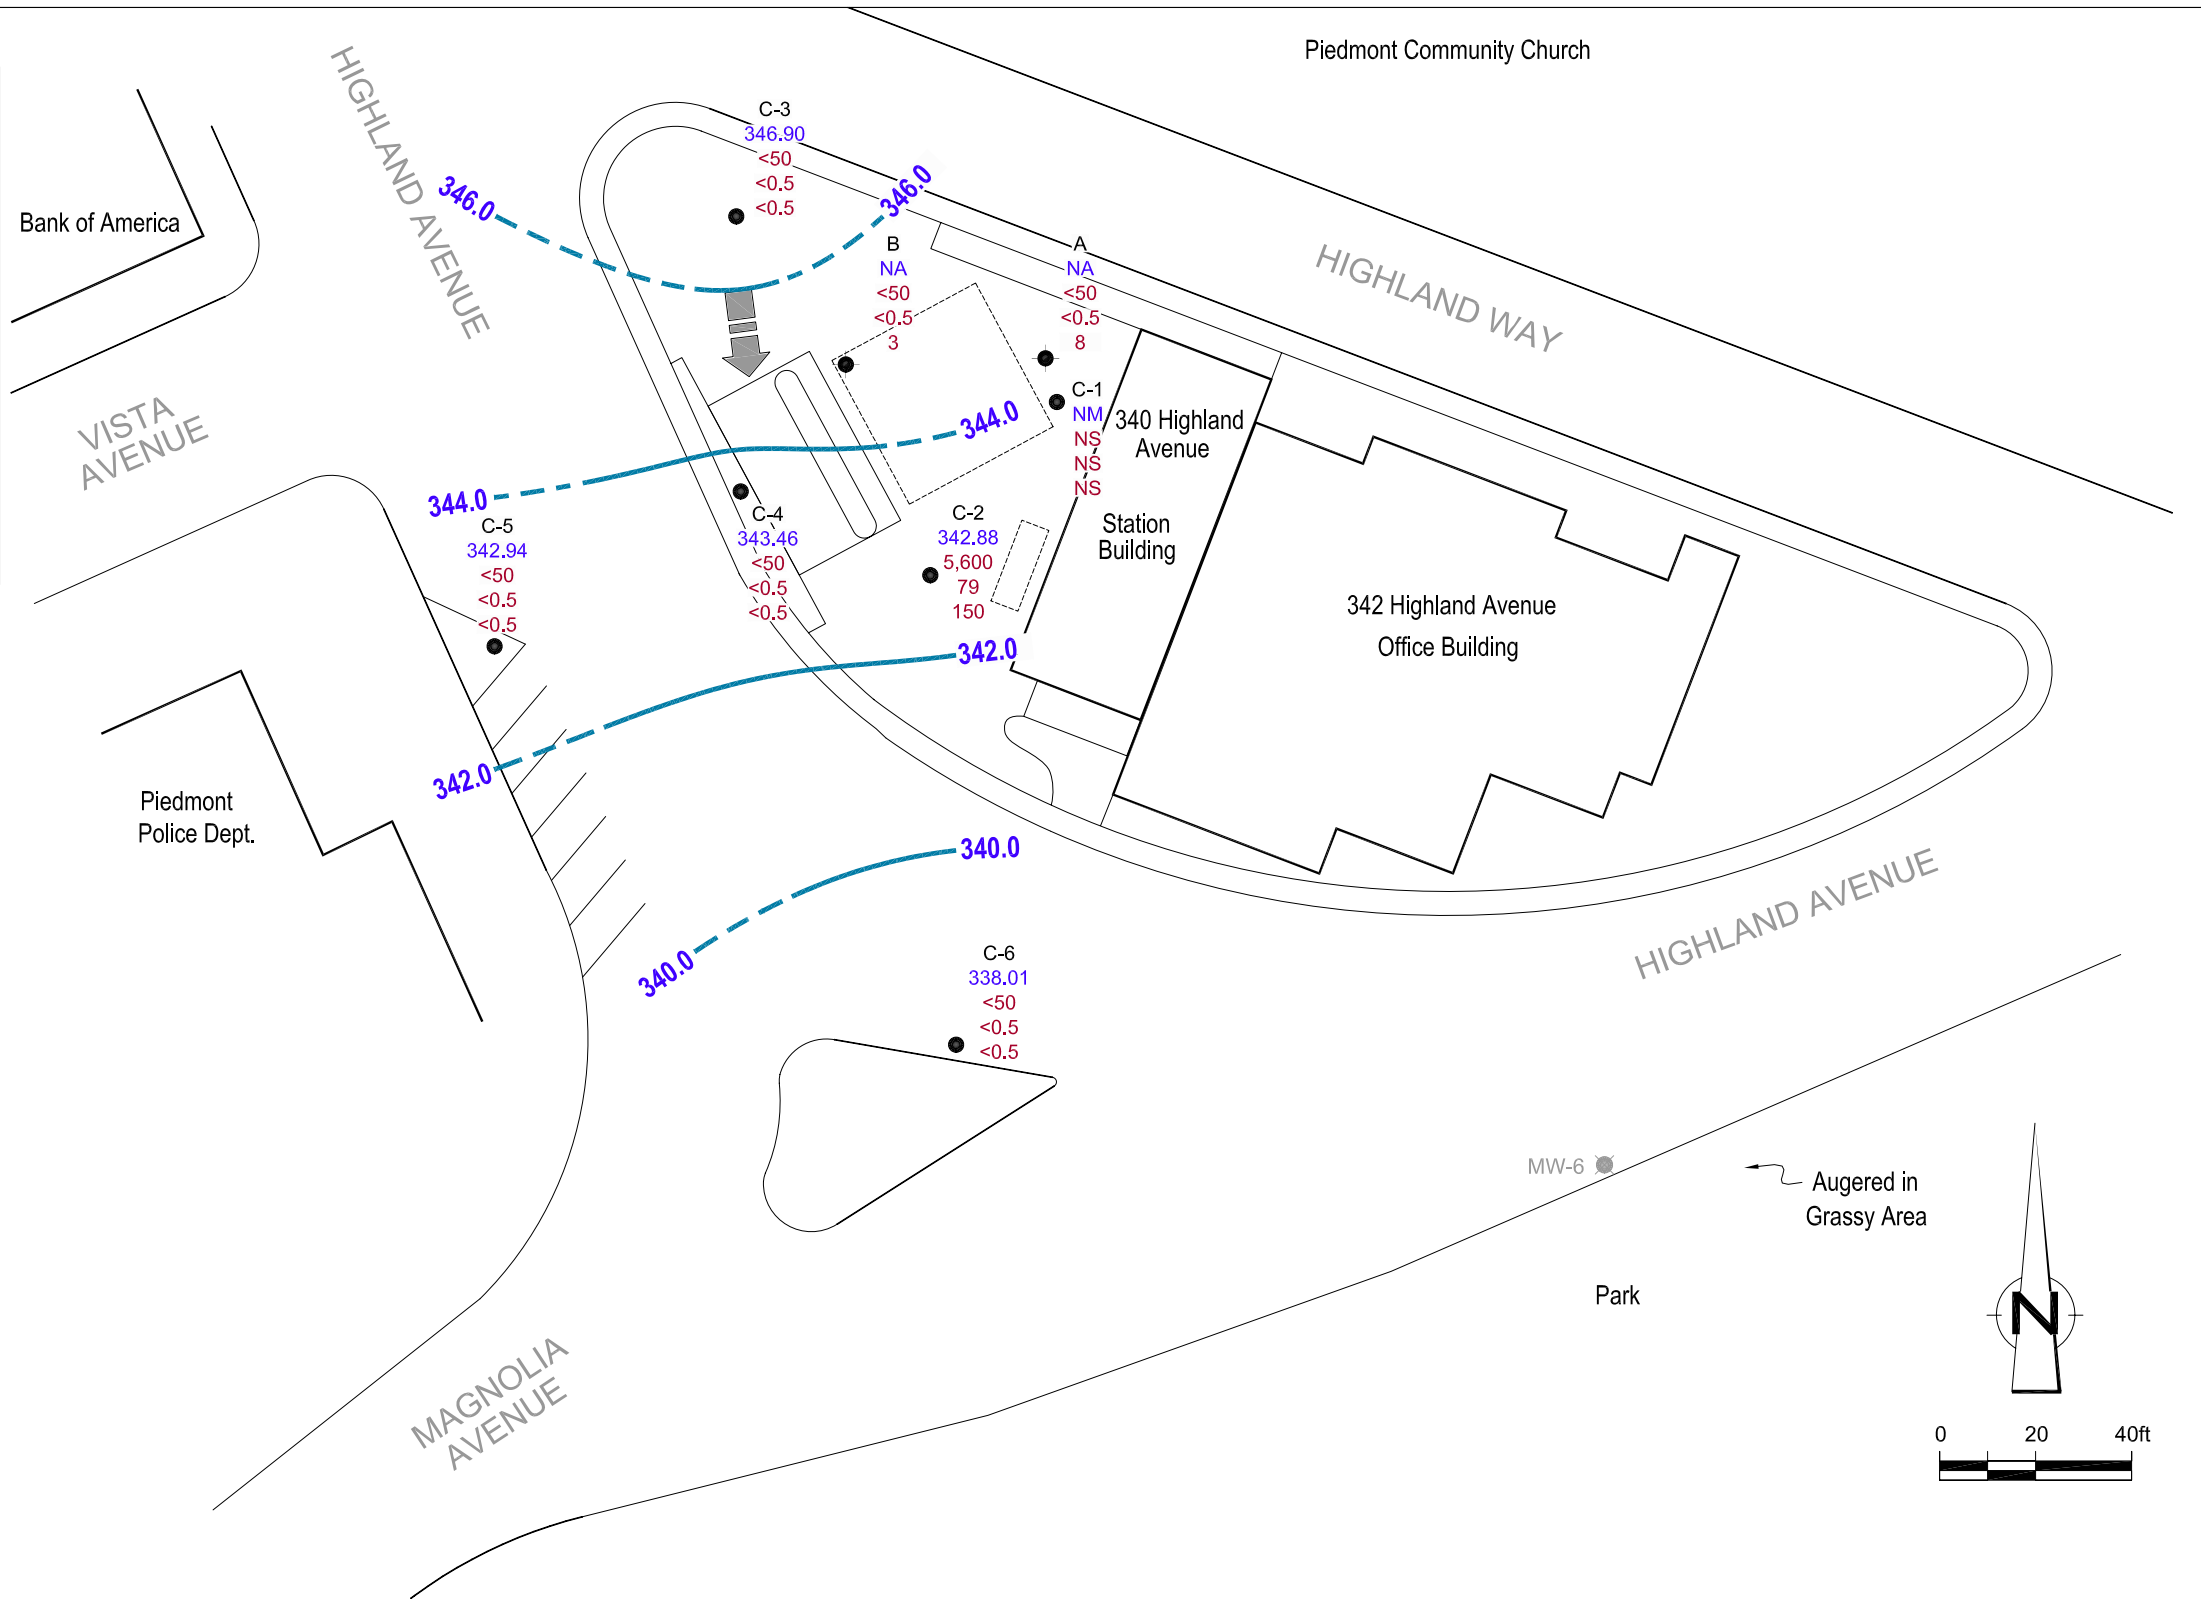 Piedmont Community Church
HIGHLAND AVENUE
C-3
346.90
<50
<0.5
<0.5
346.0
346.0
Bank of America
B
NA
<50
<0.5
3
A
NA
<50
<0.5
8
HIGHLAND WAY
C-1
NM
NS
NS
NS
340 Highland
Avenue
VISTA
AVENUE
344.0
344.0
C-5
342.94
<50
<0.5
<0.5
C-4
343.46
<50
<0.5
<0.5
C-2
342.88
5,600
79
150
Station
Building
342 Highland Avenue
Office Building
342.0
342.0
Piedmont
Police Dept.
340.0
340.0
HIGHLAND AVENUE
C-6
338.01
<50
<0.5
<0.5
MW-6
Augered in
Grassy Area
Park
N
MAGNOLIA
AVENUE
0 20 40ft